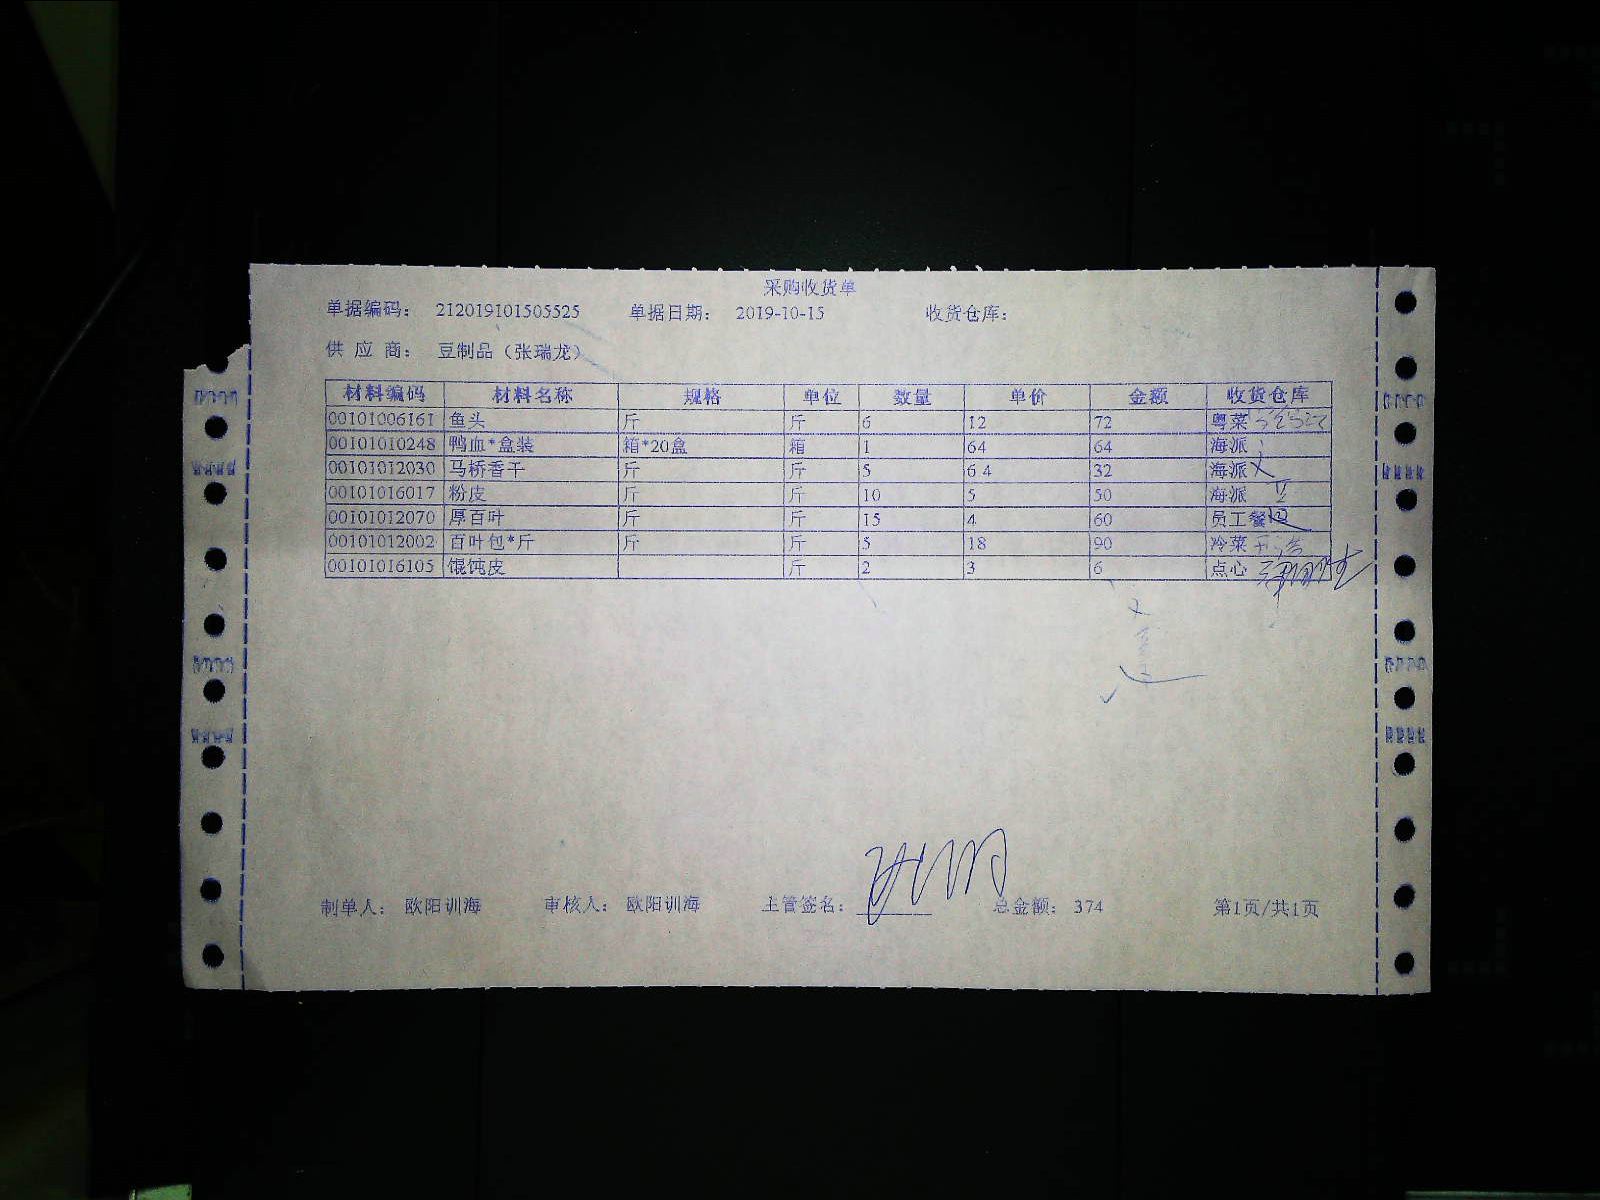 采购收货单
单据编码： 212019101505525 单据日期： 2019-10-15 收货仓库：
供 应 商： 豆制品（张瑞龙）
材料编码 材料名称 规格 单位 数量 单价 金额 收货仓库
00101006161 鱼头 斤 斤 6 12 72 粤菜
00101010248 鸭血*盒装 箱*20盒 箱 1 64 64 海派
00101012030 马桥香干 斤 斤 5 6.4 32 海派
00101016017 粉皮 斤 斤 10 5 50 海派
00101012070 厚百叶 斤 斤 15 4 60 员工餐
00101012002 百叶包*斤 斤 斤 5 18 90 冷菜
00101016105 馄饨皮 斤 2 3 6 点心
制单人： 欧阳训海 审核人： 欧阳训海 主管签名： 总金额： 374 第1页/共1页